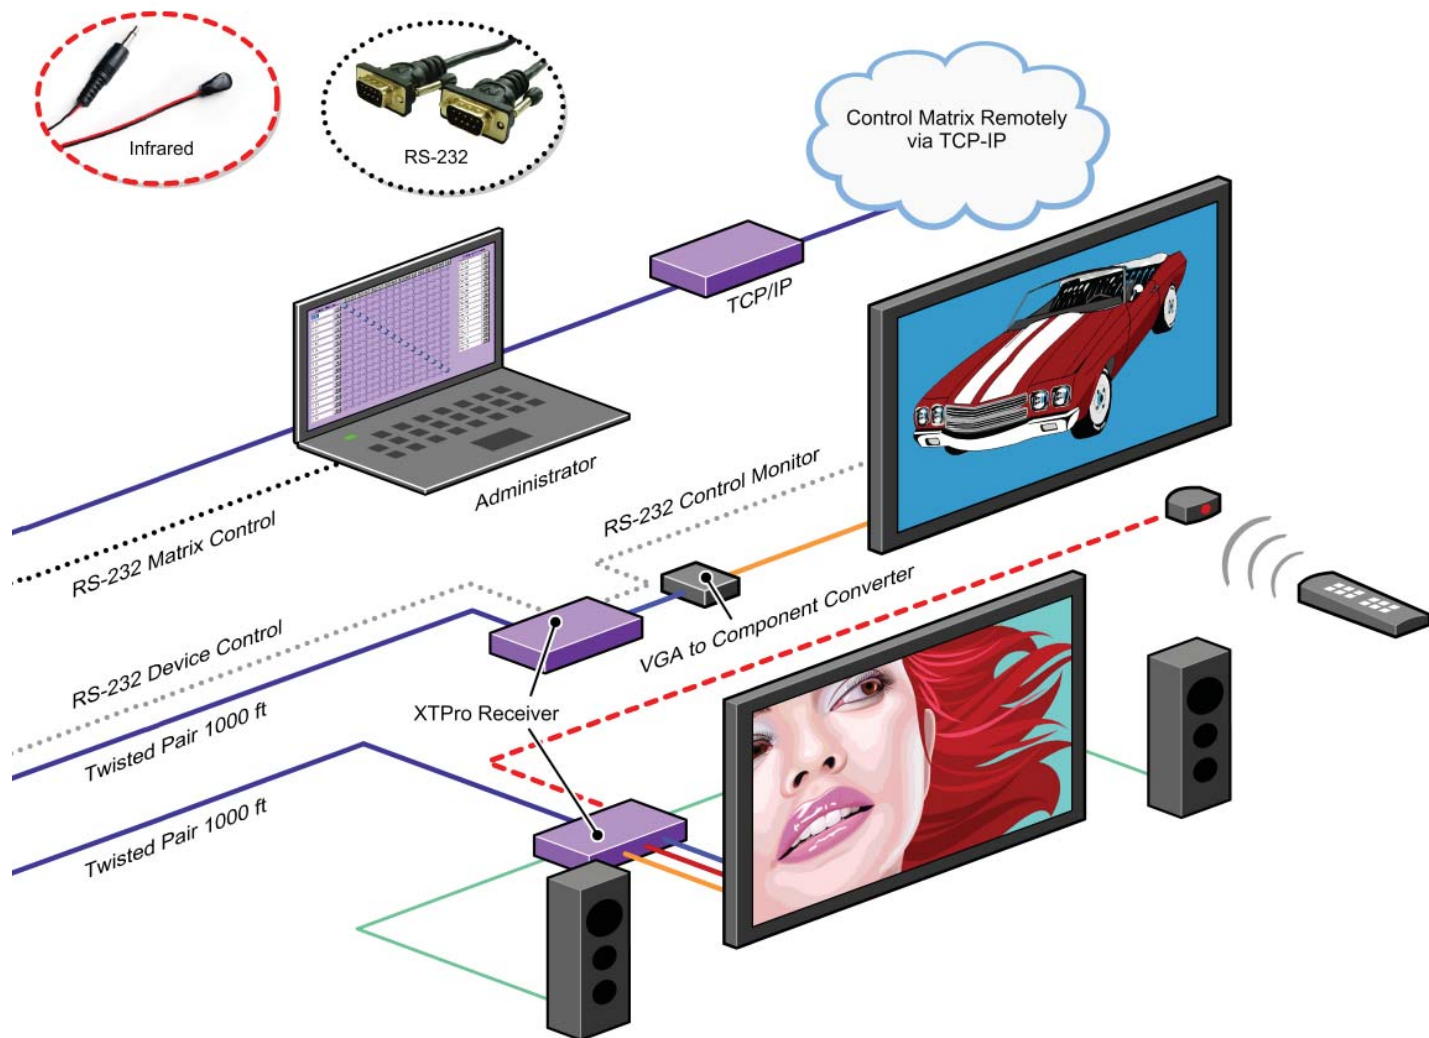 Infrared
RS-232
Control Matrix Remotely
via TCP-IP
TCP/IP
Administrator
RS-232 Control Monitor
RS-232 Matrix Control
VGA to Component Converter
RS-232 Device Control
XTPro Receiver
Twisted Pair 1000 ft
Twisted Pair 1000 ft